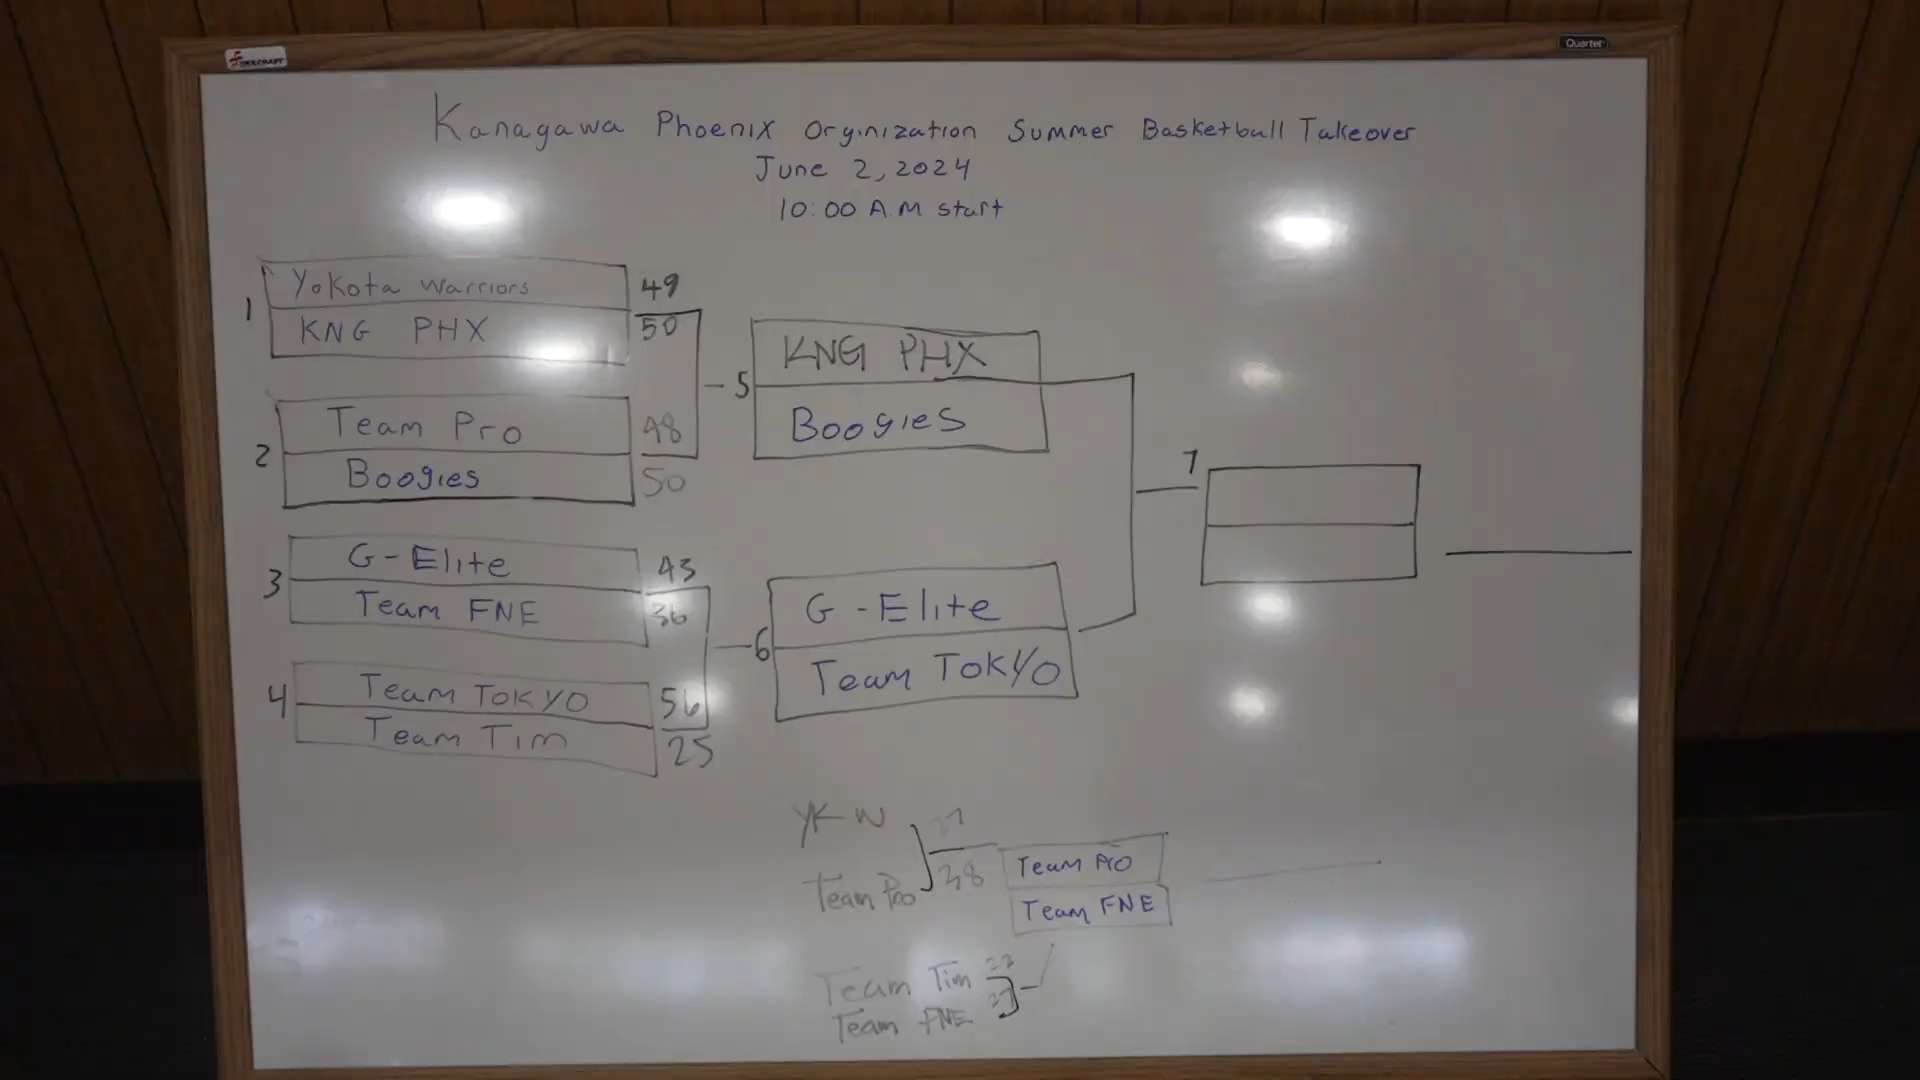 Quartet
Kanagawa Phoenix Orginization Summer Basketball Takeover
June 2, 2024
10:00 A.M start
1
Yokota Warriors 49
KNG PHX 50
2
Team Pro 48
Boogies 50
3
G-Elite 43
Team FNE 36
4
Team TOKYO 56
Team Tim 25
5
KNG PHX
Boogies
6
G-Elite
Team TOKYO
7
YK W
Team Pro 38
Team Pro
Team FNE
Team Tim
Team FNE